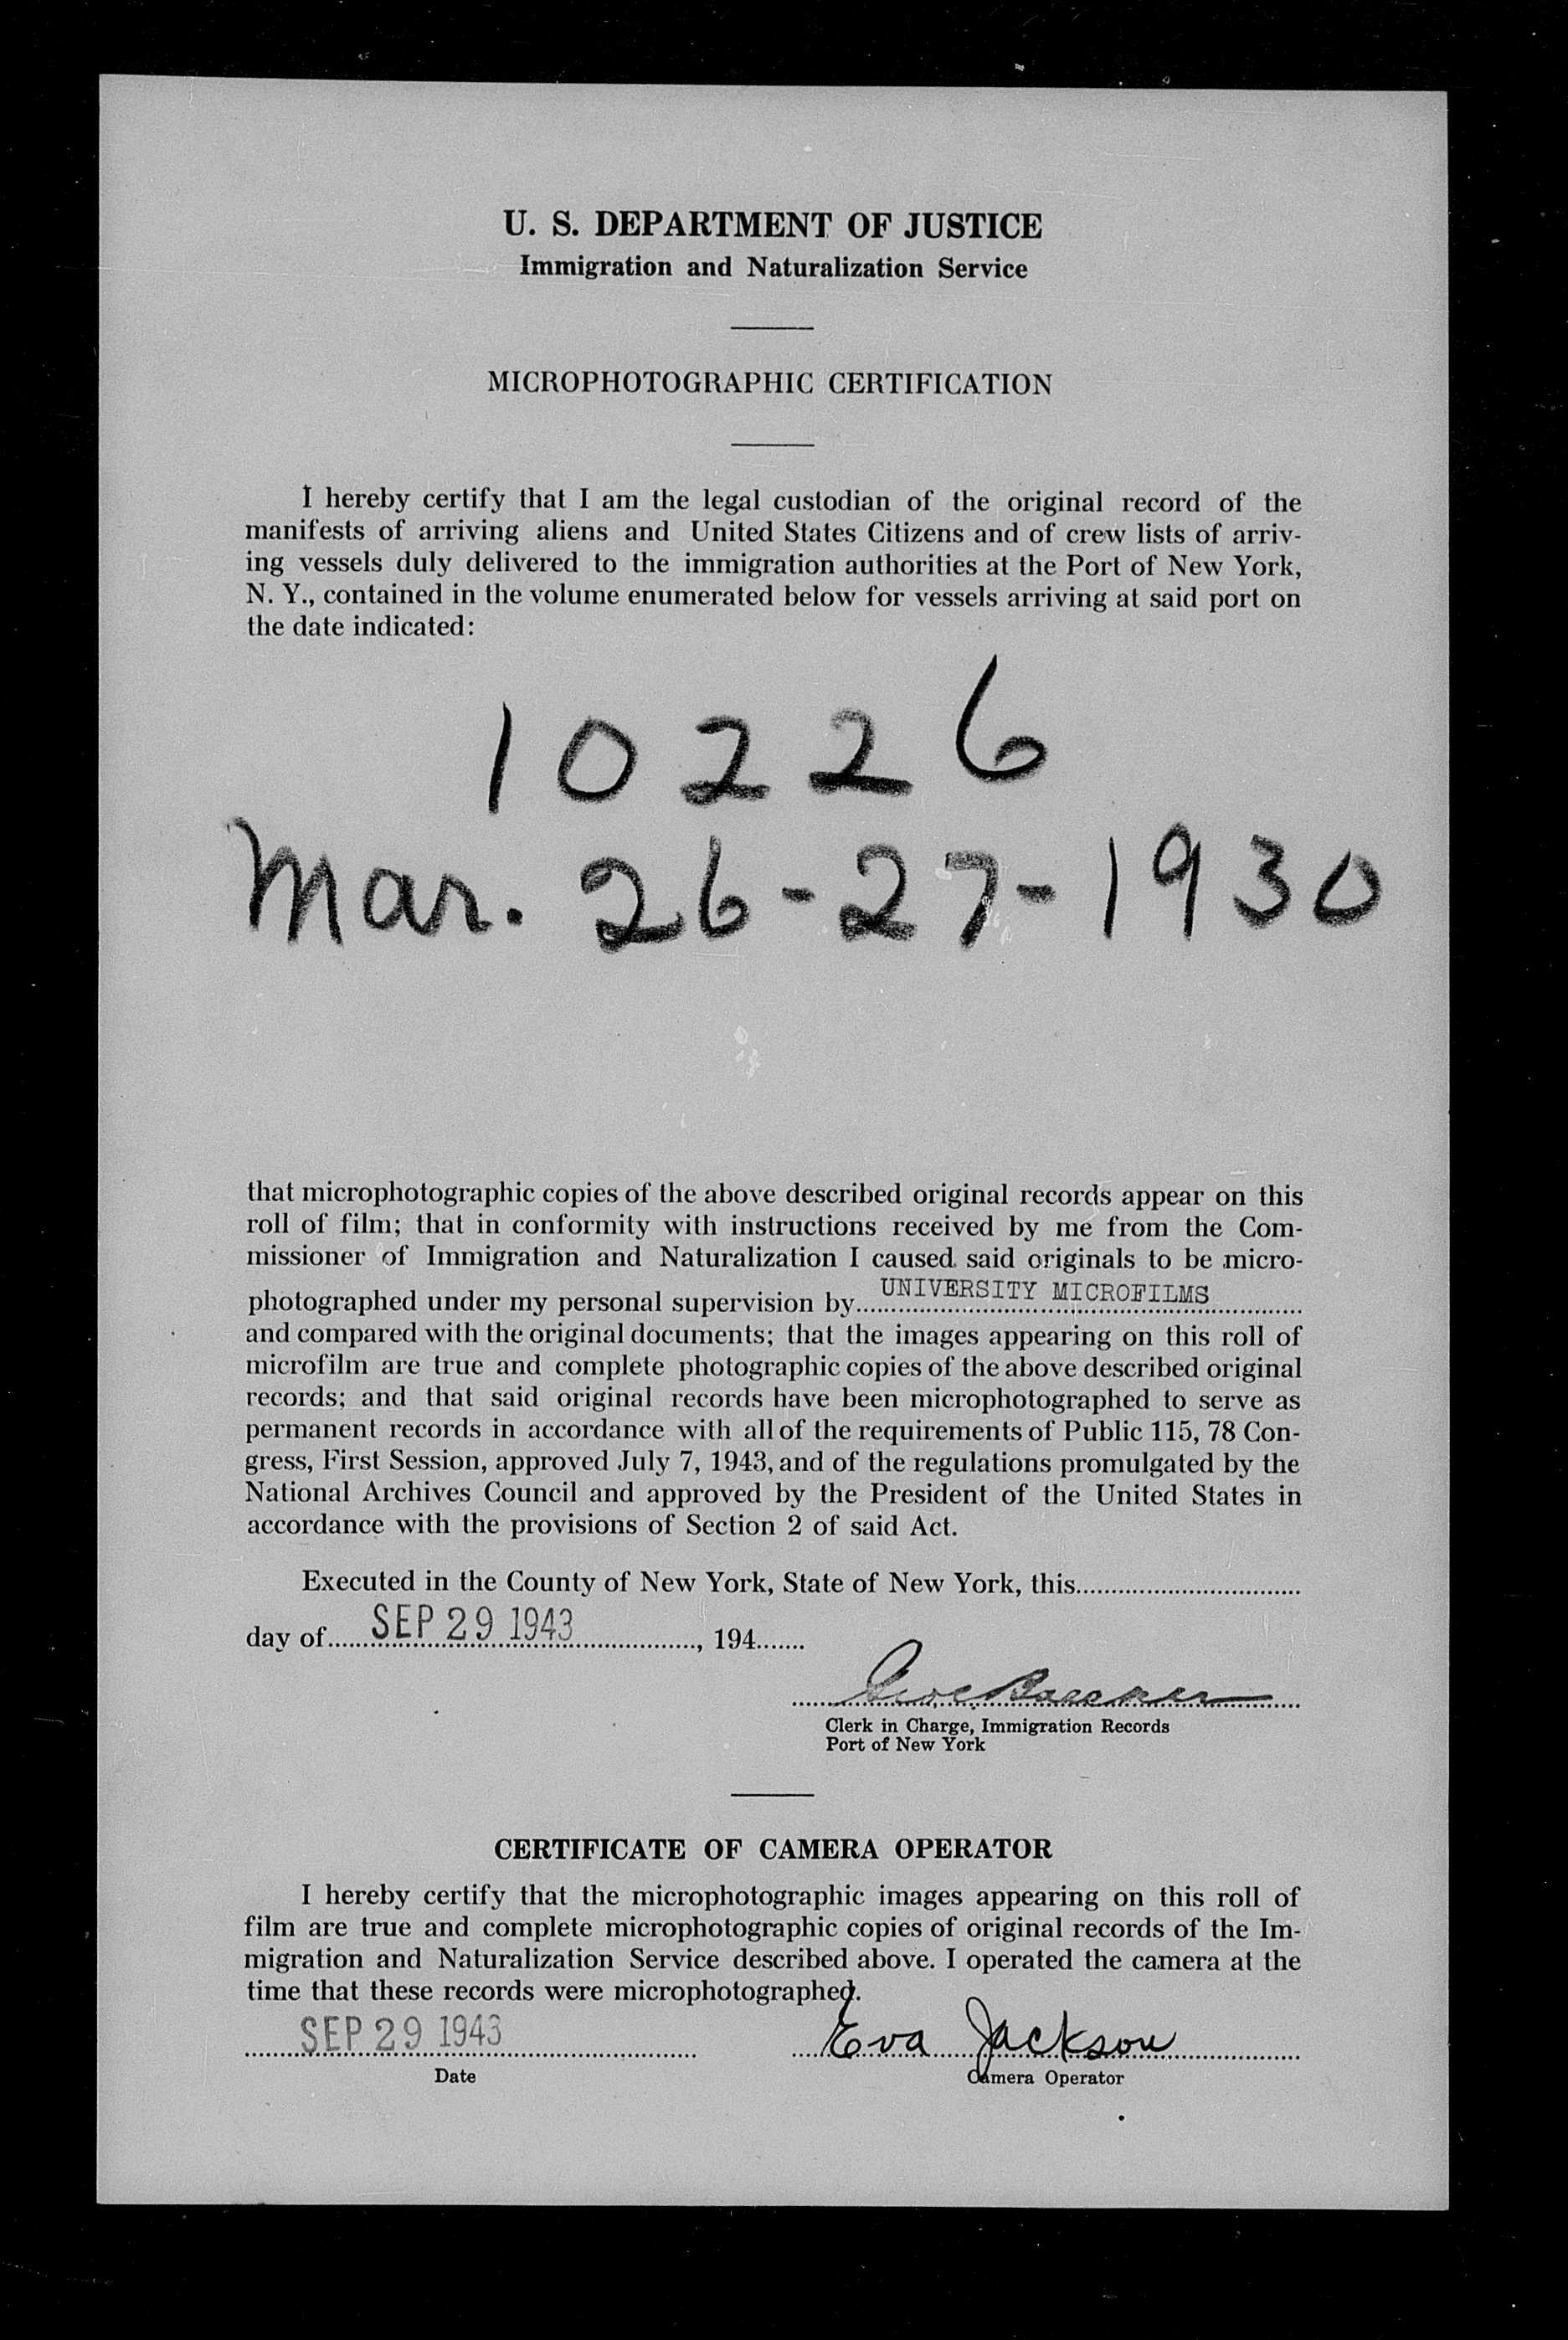 U. S. DEPARTMENT OF JUSTICE
Immigration and Naturalization Service
MICROPHOTOGRAPHIC CERTIFICATION
I hereby certify that I am the legal custodian of the original record of the
manifests of arriving aliens and United States Citizens and of crew lists of arriv-
ing vessels duly delivered to the immigration authorities at the Port of New York,
N. Y., contained in the volume enumerated below for vessels arriving at said port on
the date indicated:
10226
Mar. 26-27-1930
that microphotographic copies of the above described original records appear on this
roll of film; that in conformity with instructions received by me from the Com-
missioner of Immigration and Naturalization I caused said originals to be micro-
photographed under my personal supervision by UNIVERSITY MICROFILMS
and compared with the original documents; that the images appearing on this roll of
microfilm are true and complete photographic copies of the above described original
records; and that said original records have been microphotographed to serve as
permanent records in accordance with all of the requirements of Public 115, 78 Con-
gress, First Session, approved July 7, 1943, and of the regulations promulgated by the
National Archives Council and approved by the President of the United States in
accordance with the provisions of Section 2 of said Act.
Executed in the County of New York, State of New York, this
day of SEP 29 1943, 194
Clerk in Charge, Immigration Records
Port of New York
CERTIFICATE OF CAMERA OPERATOR
I hereby certify that the microphotographic images appearing on this roll of
film are true and complete microphotographic copies of original records of the Im-
migration and Naturalization Service described above. I operated the camera at the
time that these records were microphotographed.
SEP 29 1943 Eva Jackson
Date Camera Operator